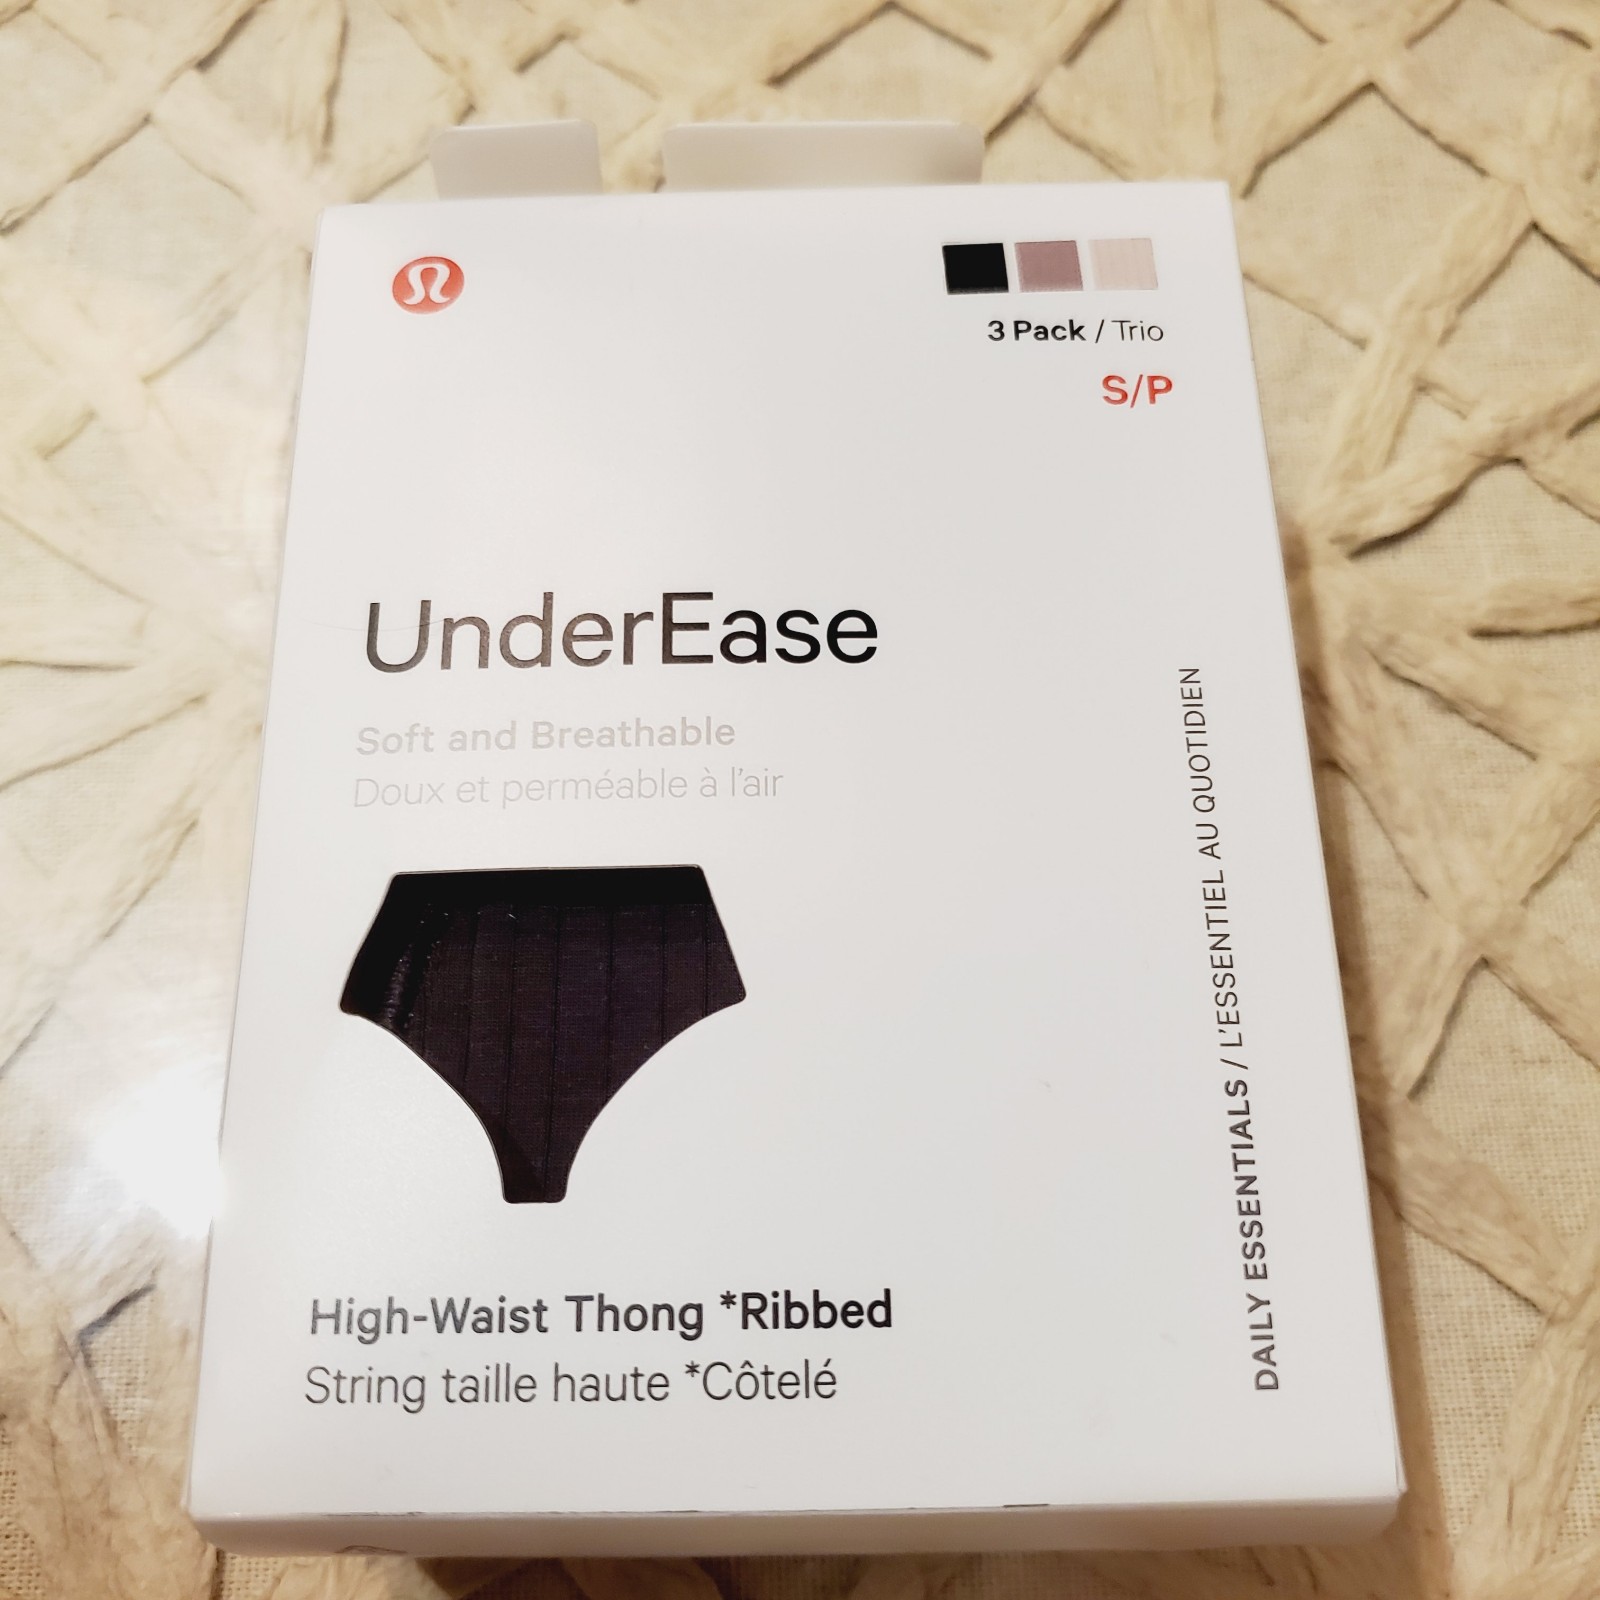 3 Pack / Trio
S/P
UnderEase
Soft and Breathable
Doux et perméable à l'air
High-Waist Thong *Ribbed
String taille haute *Côtelé
DAILY ESSENTIALS / L'ESSENTIEL AU QUOTIDIEN